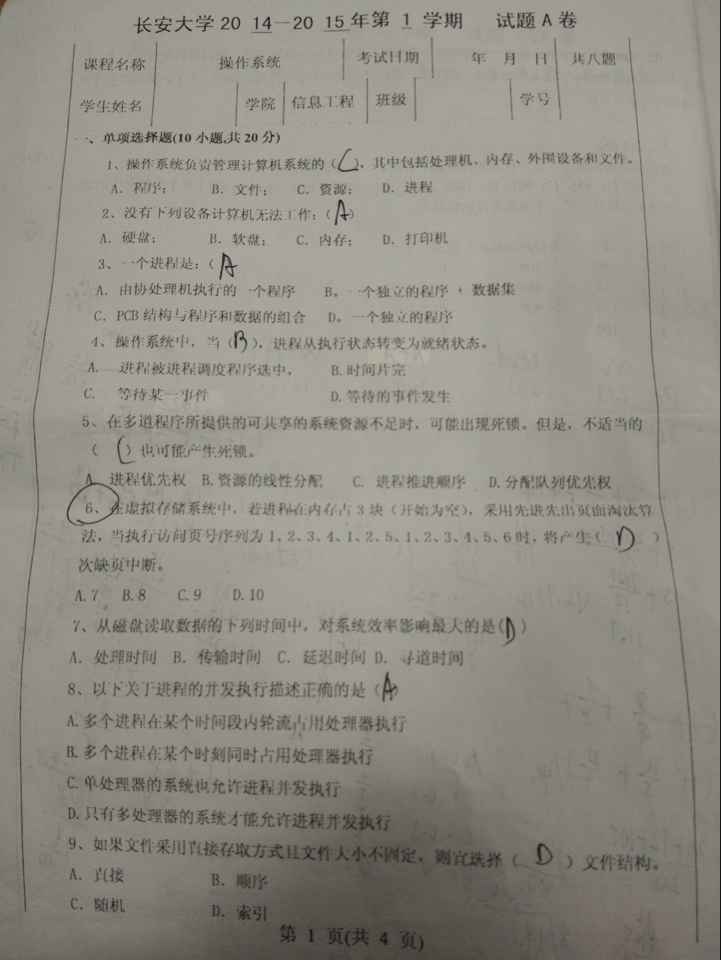 长安大学20 14—20 15年第 1 学期 试题A卷
课程名称 操作系统 考试日期 年 月 日 共八题
学生姓名 学院 信息工程 班级 学号
一、单项选择题(10小题,共20分)
1、操作系统负责管理计算机系统的（C），其中包括处理机、内存、外围设备和文件。
A．程序； B．文件； C．资源； D．进程
2、没有下列设备计算机无法工作：（A）
A．硬盘； B．软盘； C．内存； D．打印机
3、一个进程是：（A
A．由协处理机执行的一个程序 B。一个独立的程序 + 数据集
C．PCB结构与程序和数据的组合 D。一个独立的程序
4、操作系统中，当（B），进程从执行状态转变为就绪状态。
A. 进程被进程调度程序选中， B.时间片完
C. 等待某一事件 D.等待的事件发生
5、在多道程序所提供的可共享的系统资源不足时，可能出现死锁。但是，不适当的
（ C ）也可能产生死锁。
A．进程优先权 B.资源的线性分配 C. 进程推进顺序 D.分配队列优先权
6、在虚拟存储系统中，若进程在内存占3块（开始为空），采用先进先出页面淘汰算
法，当执行访问页号序列为1、2、3、4、1、2、5、1、2、3、4、5、6时，将产生（ D ）
次缺页中断。
A.7 B.8 C.9 D.10
7、从磁盘读取数据的下列时间中，对系统效率影响最大的是(D)
A．处理时间 B．传输时间 C．延迟时间 D．寻道时间
8、以下关于进程的并发执行描述正确的是（A）
A.多个进程在某个时间段内轮流占用处理器执行
B.多个进程在某个时刻同时占用处理器执行
C.单处理器的系统也允许进程并发执行
D.只有多处理器的系统才能允许进程并发执行
9、如果文件采用直接存取方式且文件大小不固定，则宜选择（ D ）文件结构。
A．直接 B．顺序
C．随机 D．索引
第 1 页(共 4 页)